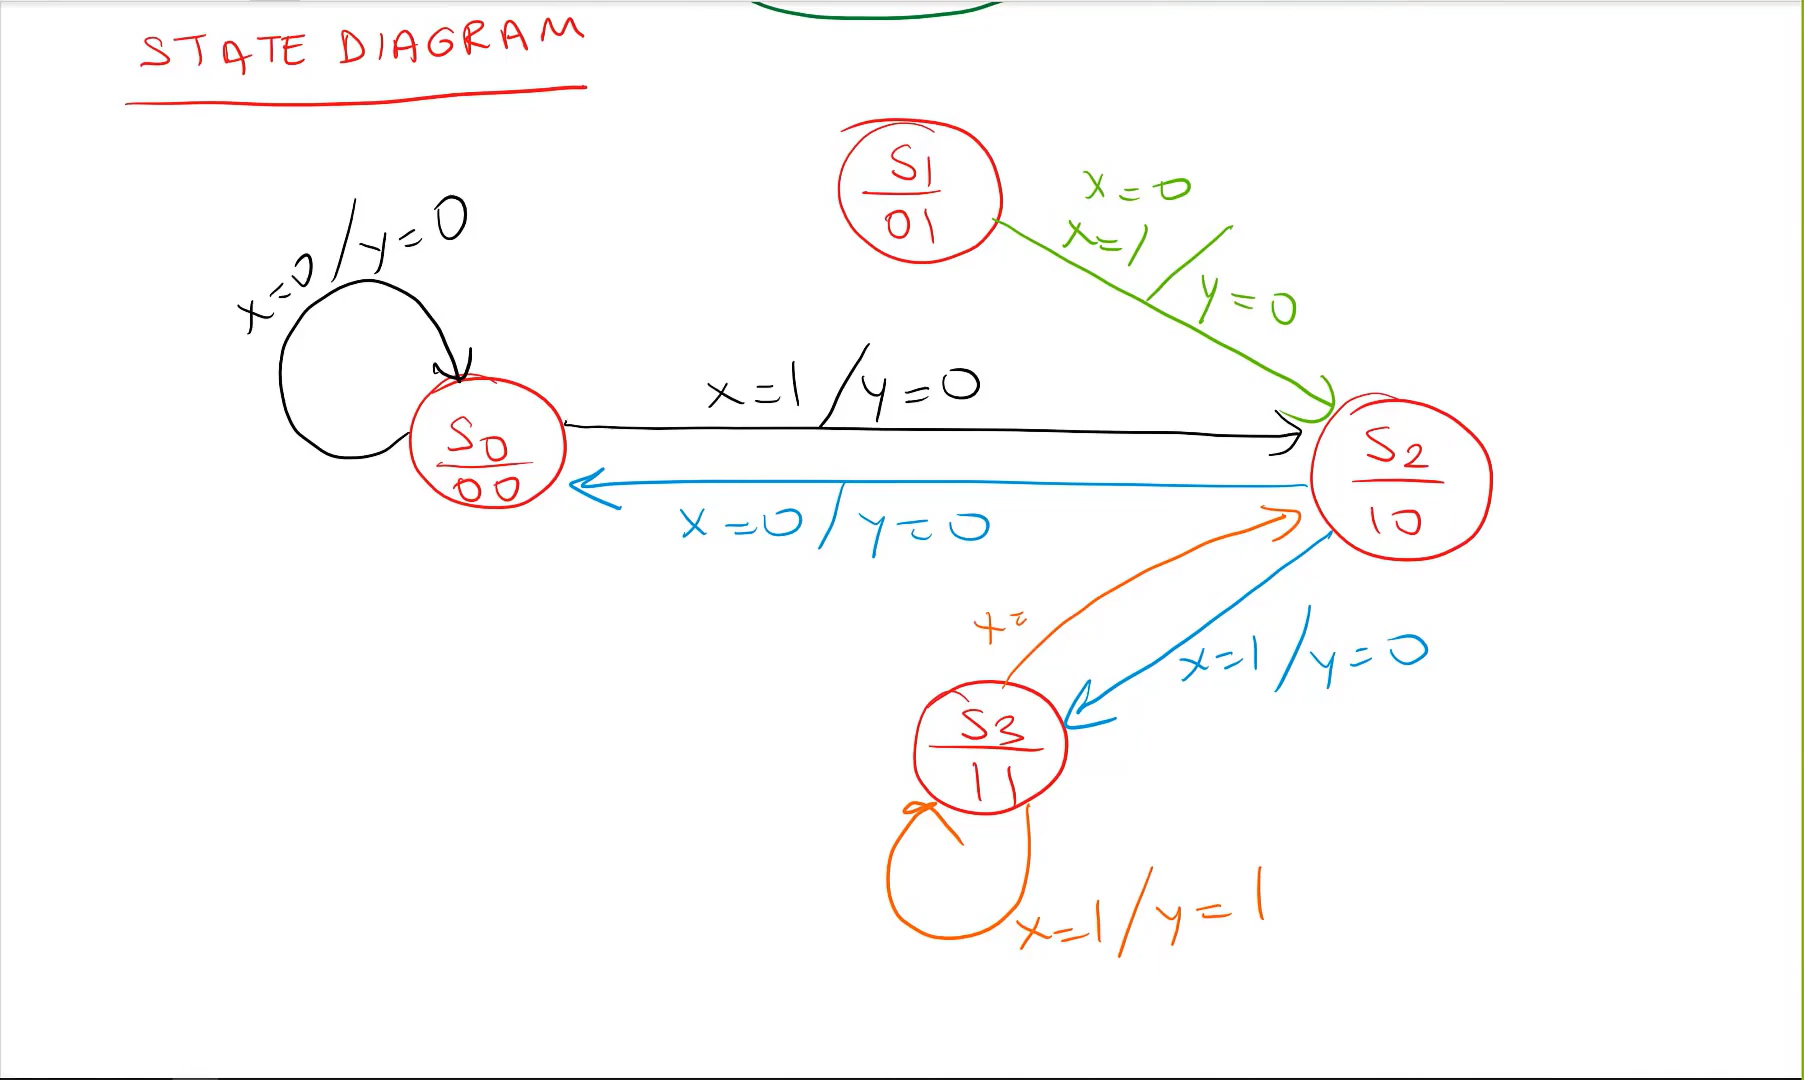 STATE DIAGRAM
S1
01
x=0
x=1 / y=0
x=0 / y=0
x=1 / y=0
S0
00
S2
10
x=0 / y=0
x=
x=1 / y=0
S3
11
x=1 / y=1